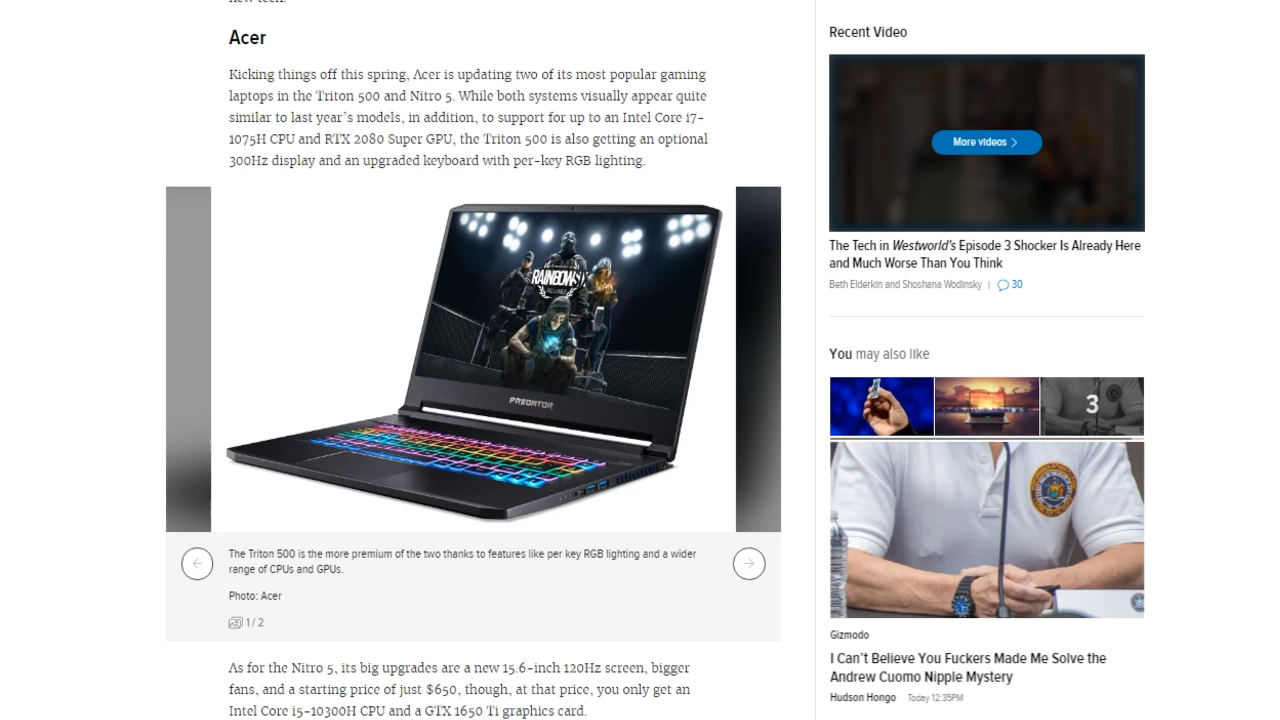 new tech.
Acer
Kicking things off this spring, Acer is updating two of its most popular gaming
laptops in the Triton 500 and Nitro 5. While both systems visually appear quite
similar to last year's models, in addition, to support for up to an Intel Core i7-
1075H CPU and RTX 2080 Super GPU, the Triton 500 is also getting an optional
300Hz display and an upgraded keyboard with per-key RGB lighting.
RAINBOW
PREDATOR
The Triton 500 is the more premium of the two thanks to features like per key RGB lighting and a wider
range of CPUs and GPUs.
Photo: Acer
1 / 2
As for the Nitro 5, its big upgrades are a new 15.6-inch 120Hz screen, bigger
fans, and a starting price of just $650, though, at that price, you only get an
Intel Core i5-10300H CPU and a GTX 1650 Ti graphics card.
Recent Video
More videos
The Tech in Westworld's Episode 3 Shocker Is Already Here
and Much Worse Than You Think
Beth Elderkin and Shoshana Wodinsky | 30
You may also like
3
Gizmodo
I Can't Believe You Fuckers Made Me Solve the
Andrew Cuomo Nipple Mystery
Hudson Hongo Today 12:35PM